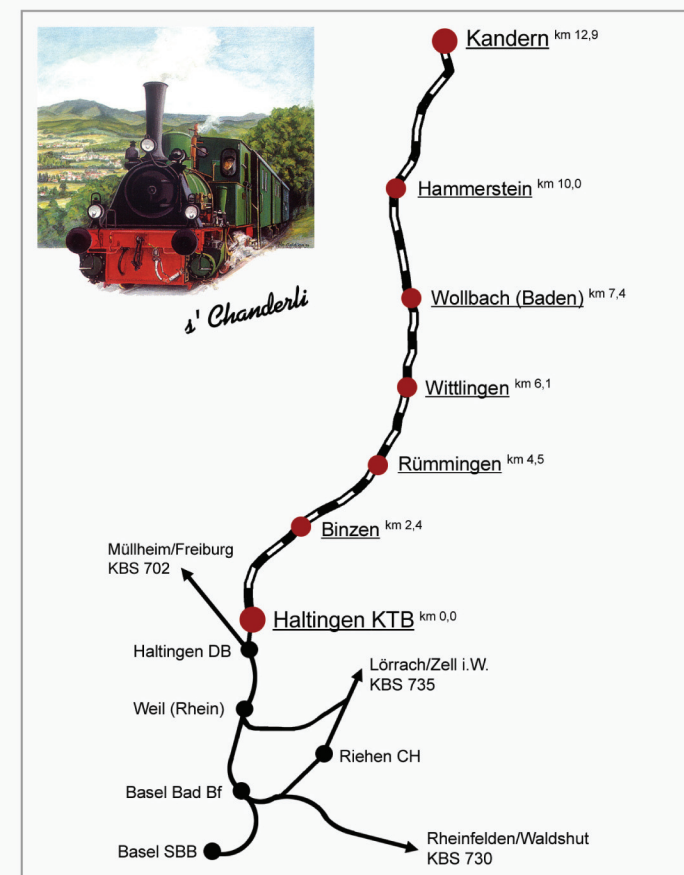 Kandern km 12,9
Hammerstein km 10,0
s' Chanderli
Wollbach (Baden) km 7,4
Wittlingen km 6,1
Rümmingen km 4,5
Binzen km 2,4
Müllheim/Freiburg
KBS 702
Haltingen KTB km 0,0
Haltingen DB
Lörrach/Zell i.W.
KBS 735
Weil (Rhein)
Riehen CH
Basel Bad Bf
Rheinfelden/Waldshut
KBS 730
Basel SBB